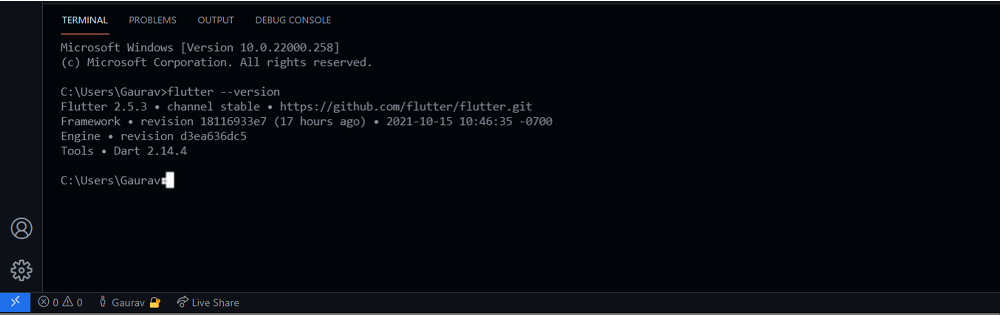 TERMINAL PROBLEMS OUTPUT DEBUG CONSOLE
Microsoft Windows [Version 10.0.22000.258]
(c) Microsoft Corporation. All rights reserved.
C:\Users\Gaurav>flutter --version
Flutter 2.5.3 • channel stable • https://github.com/flutter/flutter.git
Framework • revision 18116933e7 (17 hours ago) • 2021-10-15 10:46:35 -0700
Engine • revision d3ea636dc5
Tools • Dart 2.14.4
C:\Users\Gaurav>
0 0 Gaurav Live Share